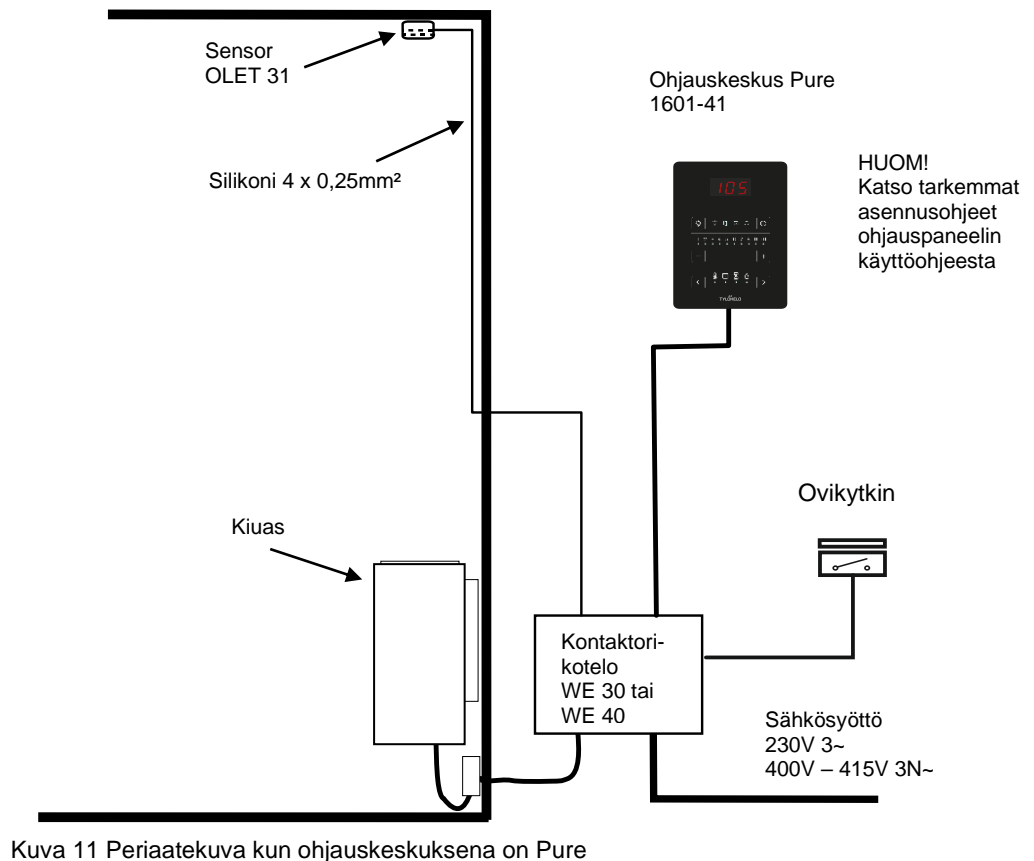 Sensor
OLET 31
Silikoni 4 x 0,25mm²
Ohjauskeskus Pure
1601-41
105
TYLÖHELO
HUOM!
Katso tarkemmat
asennusohjeet
ohjauspaneelin
käyttöohjeesta
Ovikytkin
Kiuas
Kontaktori-
kotelo
WE 30 tai
WE 40
Sähkösyöttö
230V 3~
400V – 415V 3N~
Kuva 11 Periaatekuva kun ohjauskeskuksena on Pure